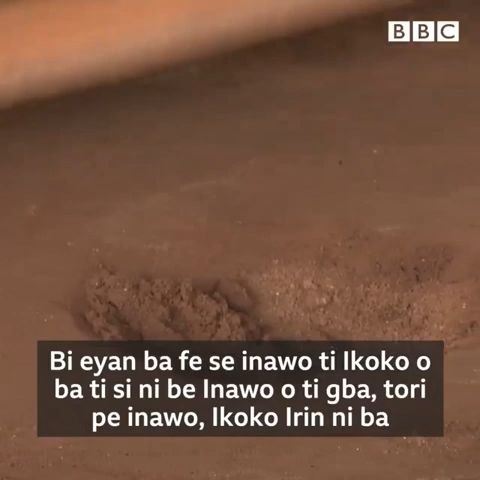 BBC
Bi eyan ba fe se inawo ti Ikoko o
ba ti si ni be Inawo o ti gba, tori
pe inawo, Ikoko Irin ni ba